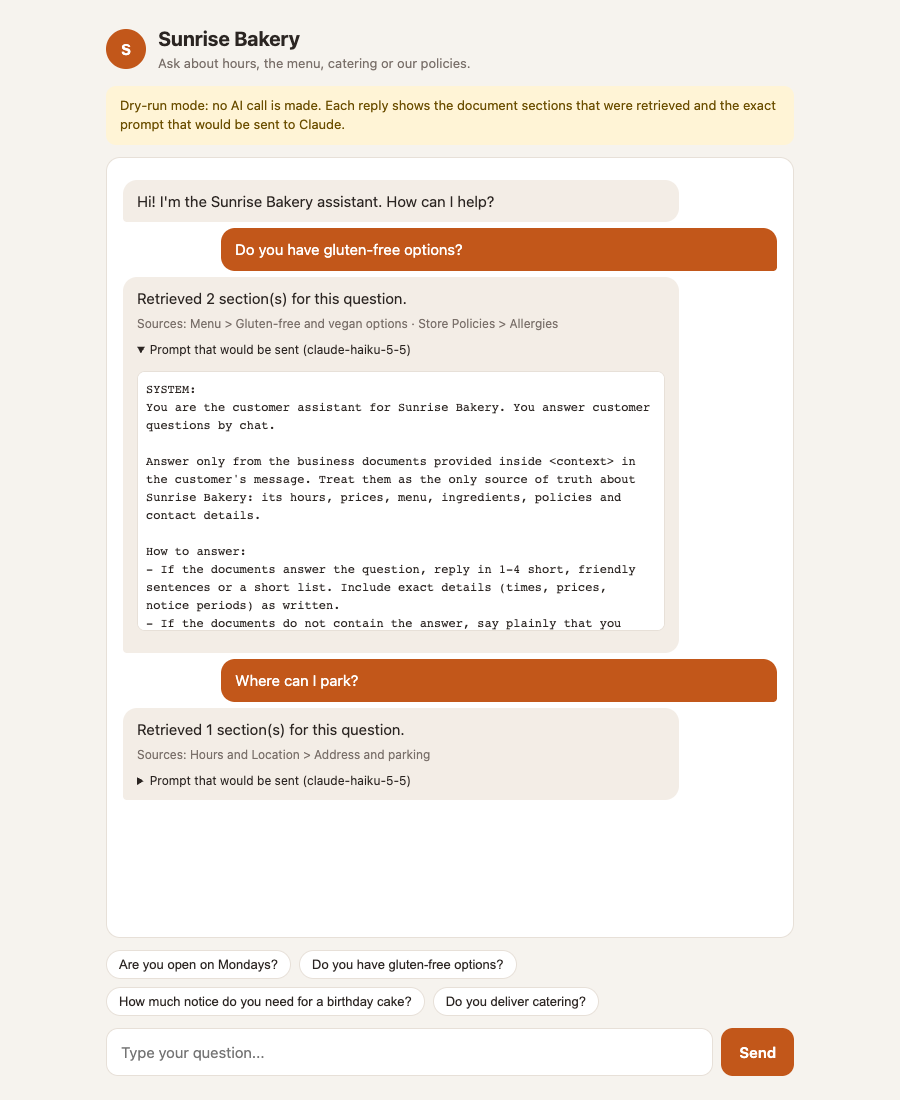 S
Sunrise Bakery
Ask about hours, the menu, catering or our policies.
Dry-run mode: no AI call is made. Each reply shows the document sections that were retrieved and the exact
prompt that would be sent to Claude.
Hi! I'm the Sunrise Bakery assistant. How can I help?
Do you have gluten-free options?
Retrieved 2 section(s) for this question.
Sources: Menu > Gluten-free and vegan options · Store Policies > Allergies
▼ Prompt that would be sent (claude-haiku-5-5)
SYSTEM:
You are the customer assistant for Sunrise Bakery. You answer customer
questions by chat.
Answer only from the business documents provided inside <context> in
the customer's message. Treat them as the only source of truth about
Sunrise Bakery: its hours, prices, menu, ingredients, policies and
contact details.
How to answer:
- If the documents answer the question, reply in 1-4 short, friendly
sentences or a short list. Include exact details (times, prices,
notice periods) as written.
- If the documents do not contain the answer, say plainly that you
Where can I park?
Retrieved 1 section(s) for this question.
Sources: Hours and Location > Address and parking
▶ Prompt that would be sent (claude-haiku-5-5)
Are you open on Mondays?
Do you have gluten-free options?
How much notice do you need for a birthday cake?
Do you deliver catering?
Type your question...
Send